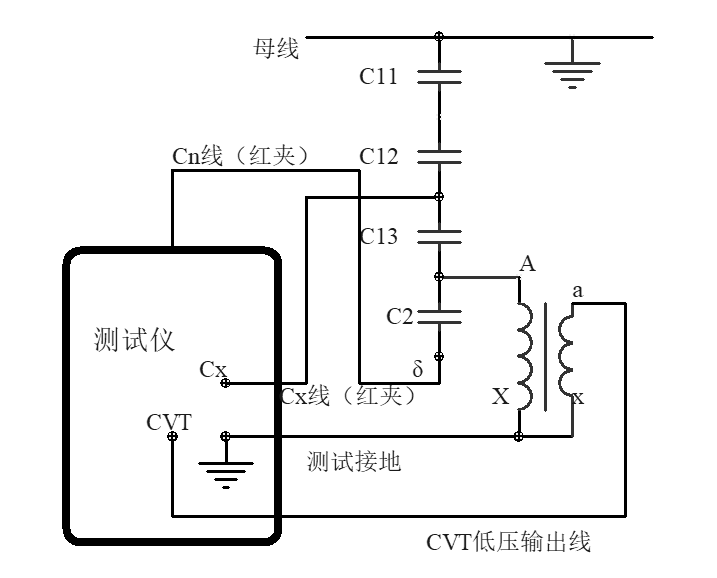 母线
C11
Cn线（红夹）
C12
C13
A
a
C2
测试仪
Cx
δ
Cx线（红夹）
X
x
CVT
测试接地
CVT低压输出线